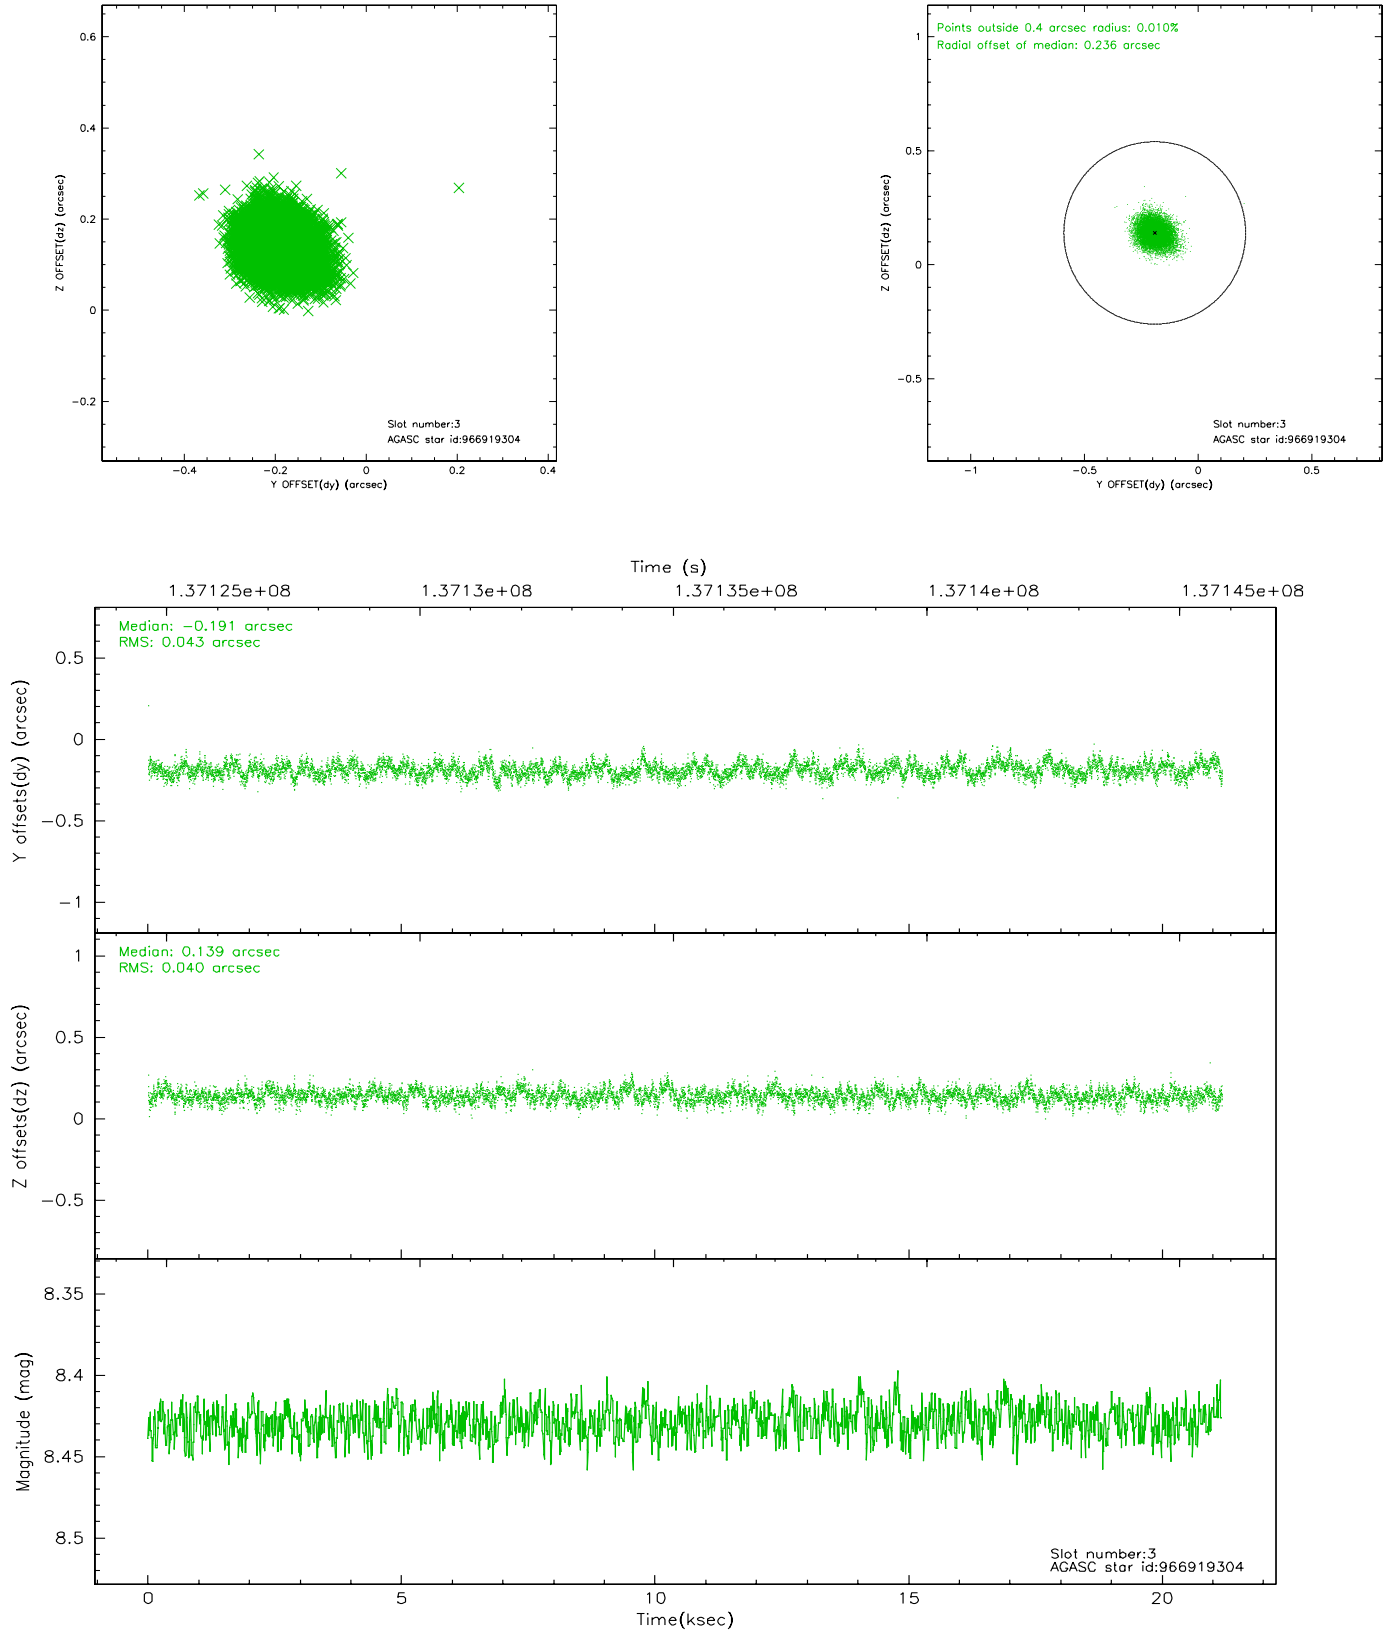 0.6
0.4
0.2
0
−0.2
Z OFFSET(dz) (arcsec)
Slot number:3
AGASC star id:966919304
−0.4 −0.2 0 0.2 0.4
Y OFFSET(dy) (arcsec)
Points outside 0.4 arcsec radius: 0.010%
Radial offset of median: 0.236 arcsec
1
0.5
0
−0.5
Z OFFSET(dz) (arcsec)
Slot number:3
AGASC star id:966919304
−1 −0.5 0 0.5
Y OFFSET(dy) (arcsec)
Time (s)
1.37125e+08 1.3713e+08 1.37135e+08 1.3714e+08 1.37145e+08
Median: −0.191 arcsec
RMS: 0.043 arcsec
0.5
0
−0.5
−1
Y offsets(dy) (arcsec)
Median: 0.139 arcsec
RMS: 0.040 arcsec
1
0.5
0
−0.5
Z offsets(dz) (arcsec)
8.35
8.4
8.45
8.5
Magnitude (mag)
Slot number:3
AGASC star id:966919304
0 5 10 15 20
Time(ksec)